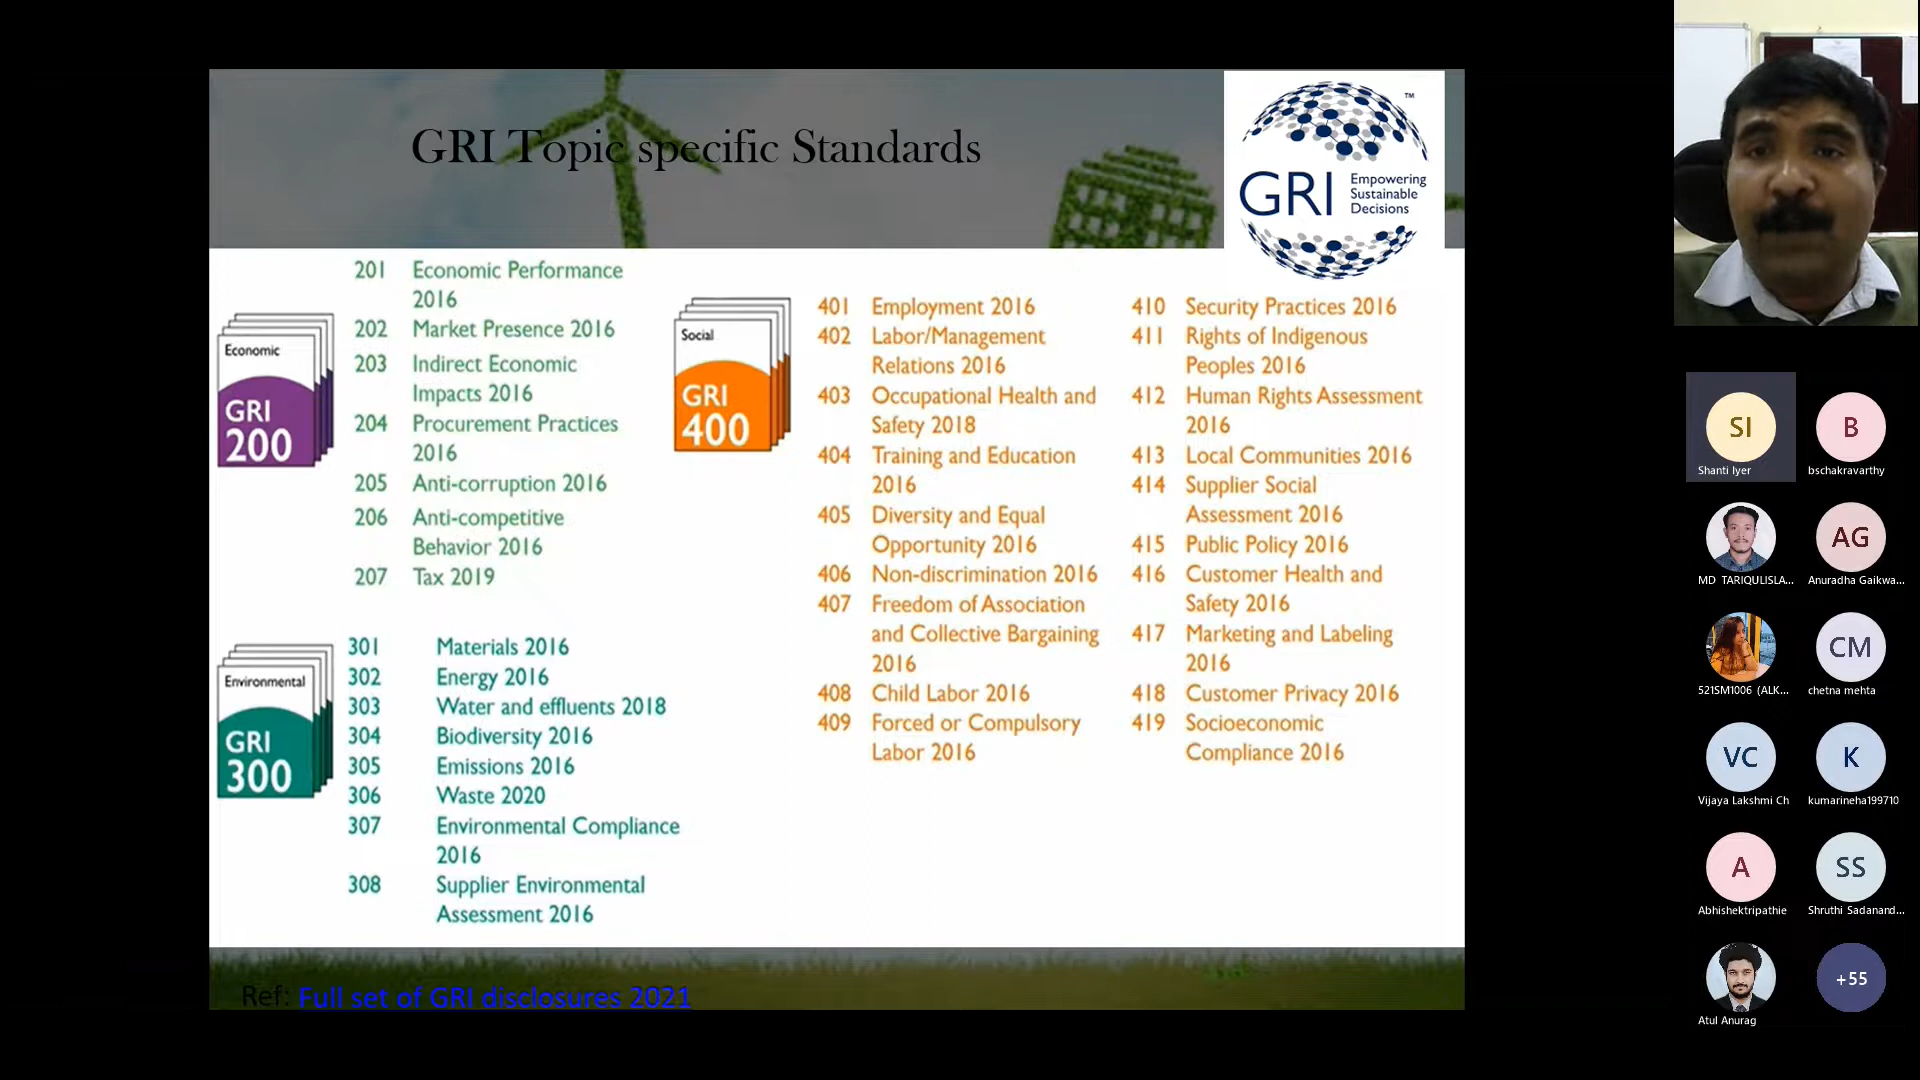 GRI Topic specific Standards
TM
GRI Empowering
Sustainable
Decisions
Economic
GRI
200
201 Economic Performance
2016
202 Market Presence 2016
203 Indirect Economic
Impacts 2016
204 Procurement Practices
2016
205 Anti-corruption 2016
206 Anti-competitive
Behavior 2016
207 Tax 2019
Environmental
GRI
300
301 Materials 2016
302 Energy 2016
303 Water and effluents 2018
304 Biodiversity 2016
305 Emissions 2016
306 Waste 2020
307 Environmental Compliance
2016
308 Supplier Environmental
Assessment 2016
Social
GRI
400
401 Employment 2016
402 Labor/Management
Relations 2016
403 Occupational Health and
Safety 2018
404 Training and Education
2016
405 Diversity and Equal
Opportunity 2016
406 Non-discrimination 2016
407 Freedom of Association
and Collective Bargaining
2016
408 Child Labor 2016
409 Forced or Compulsory
Labor 2016
410 Security Practices 2016
411 Rights of Indigenous
Peoples 2016
412 Human Rights Assessment
2016
413 Local Communities 2016
414 Supplier Social
Assessment 2016
415 Public Policy 2016
416 Customer Health and
Safety 2016
417 Marketing and Labeling
2016
418 Customer Privacy 2016
419 Socioeconomic
Compliance 2016
Ref: Full set of GRI disclosures 2021
SI
Shanti Iyer
B
bschakravarthy
MD TARIQULISLA...
AG
Anuradha Gaikwa...
521SM1006 (ALK...
CM
chetna mehta
VC
Vijaya Lakshmi Ch
K
kumarineha199710
A
Abhishektripathie
SS
Shruthi Sadanand...
Atul Anurag
+55